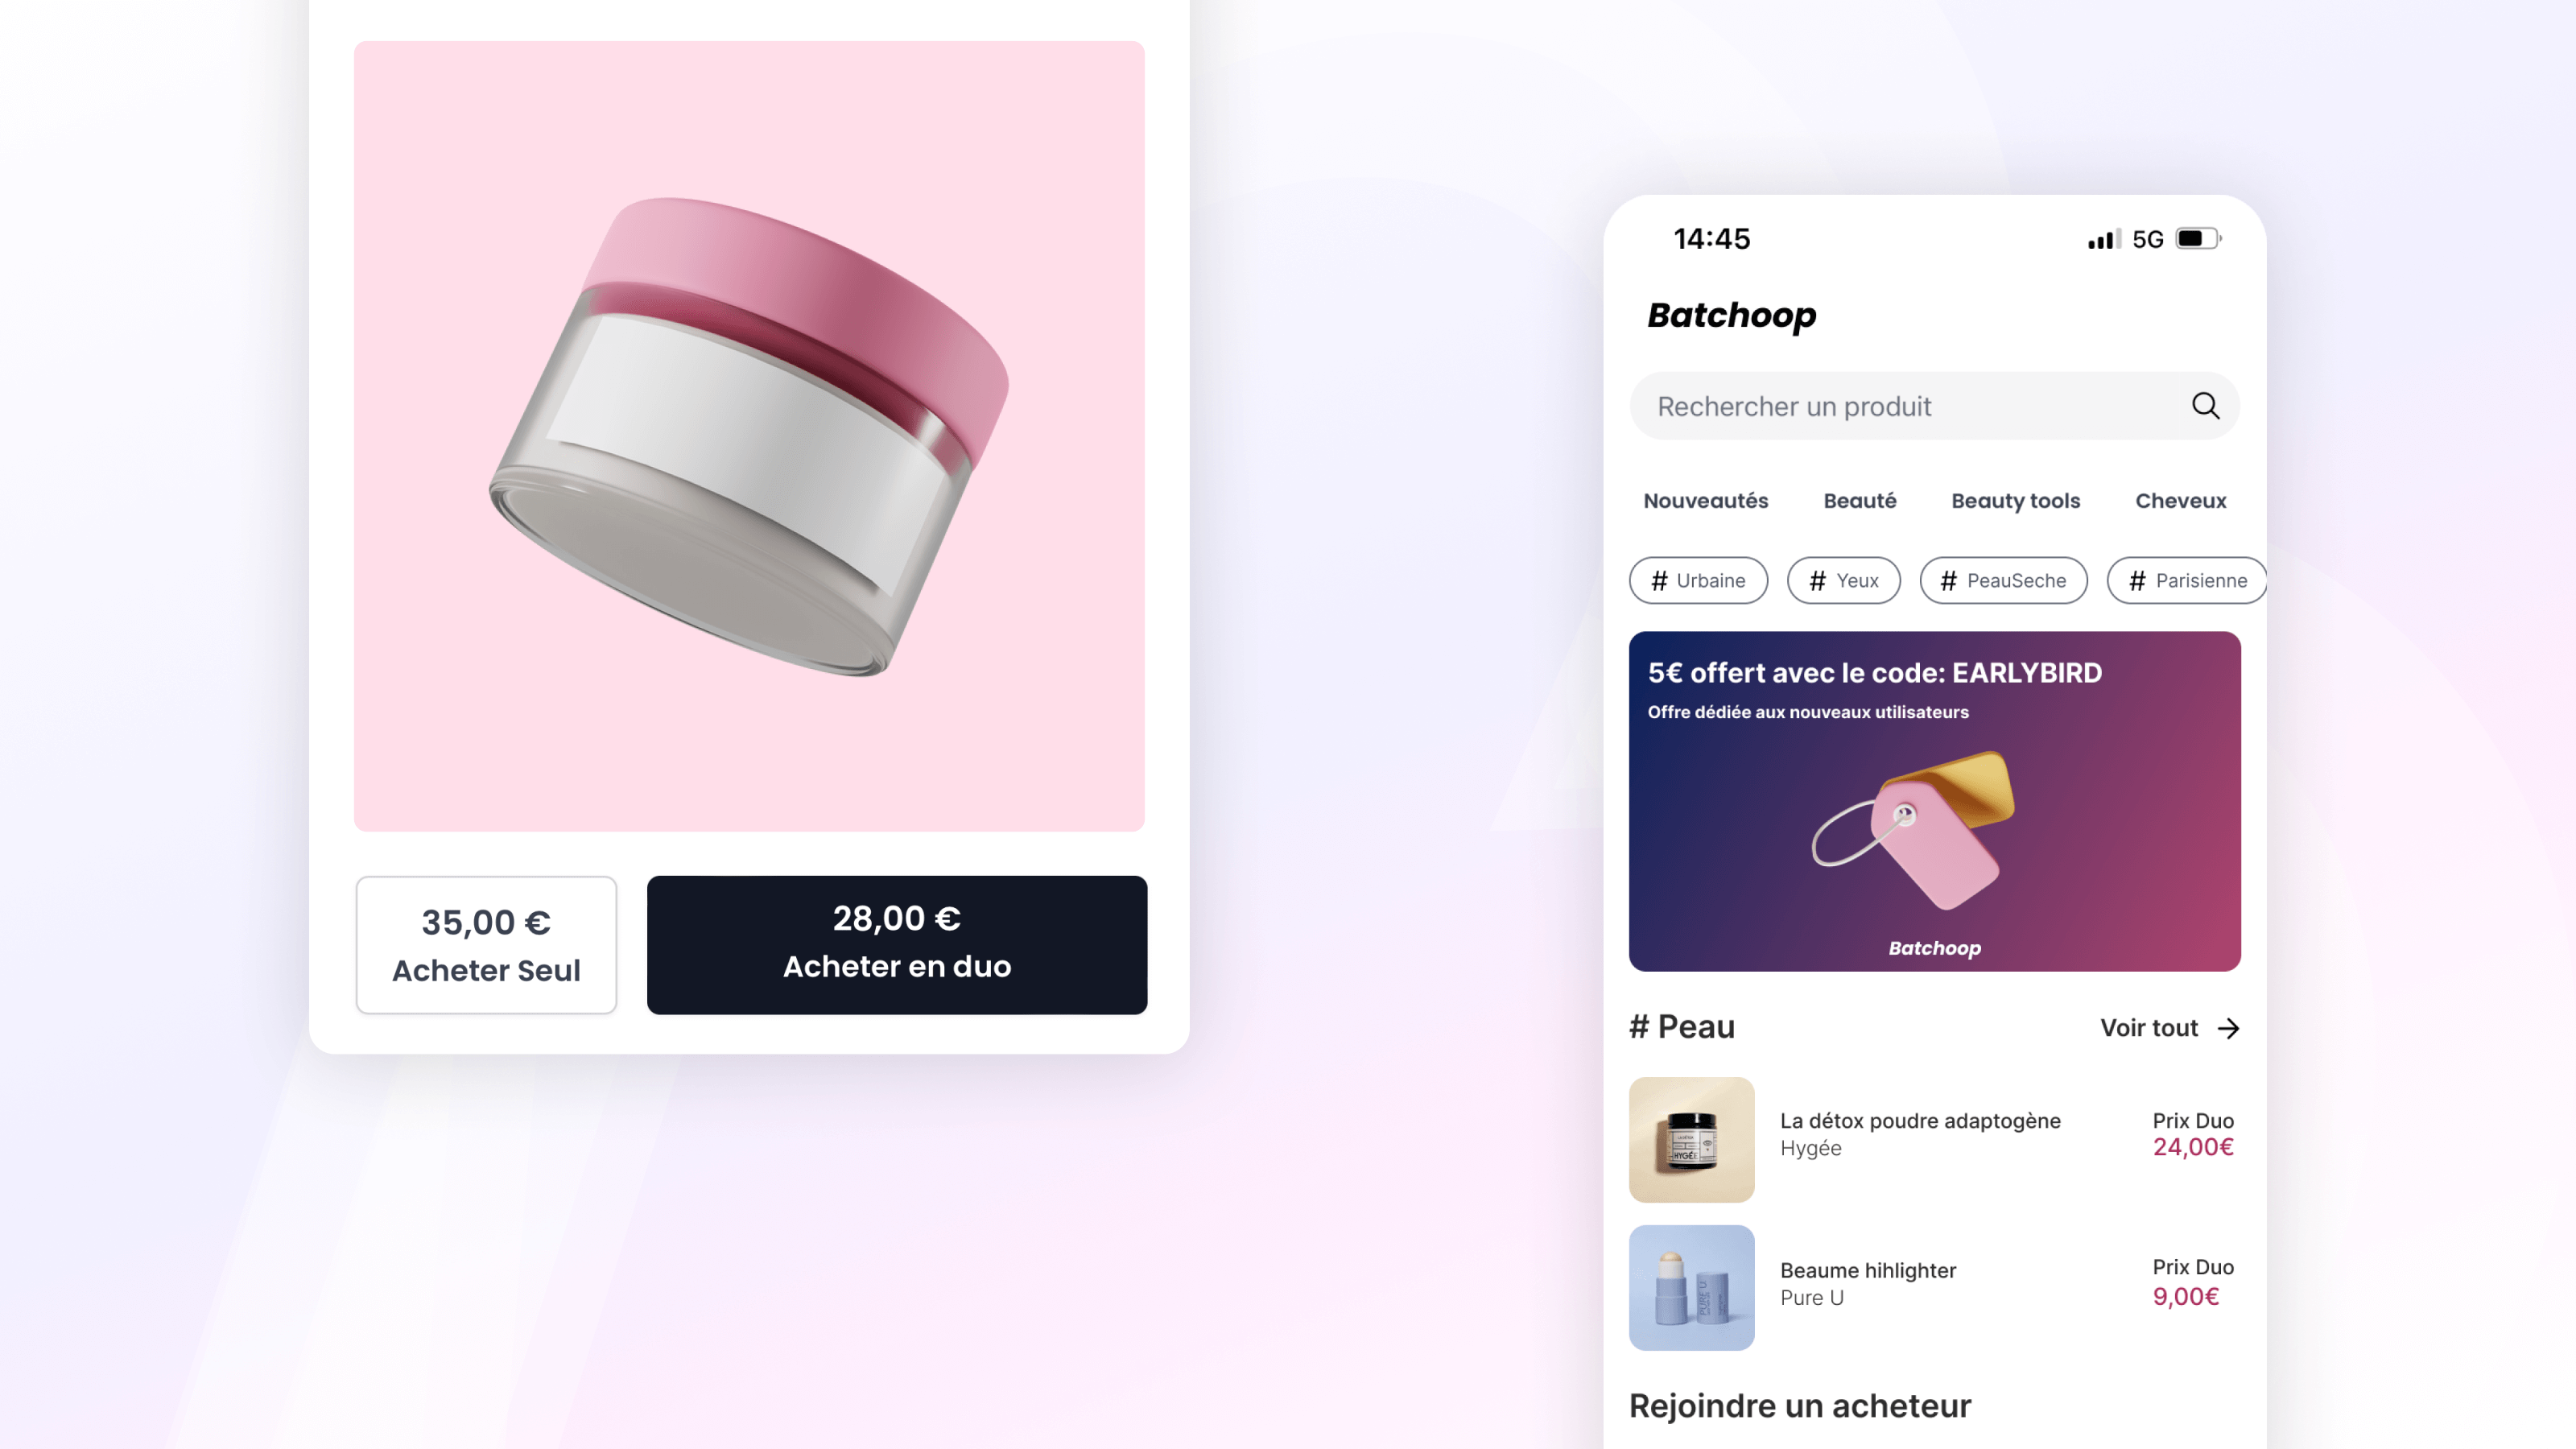 35,00 €
Acheter Seul
28,00 €
Acheter en duo
14:45
5G
Batchoop
Rechercher un produit
Nouveautés Beauté Beauty tools Cheveux
# Urbaine # Yeux # PeauSeche # Parisienne
5€ offert avec le code: EARLYBIRD
Offre dédiée aux nouveaux utilisateurs
Batchoop
# Peau Voir tout
La détox poudre adaptogène Prix Duo
Hygée 24,00€
HYGÉE
Beaume hihlighter Prix Duo
Pure U 9,00€
PURE U
Rejoindre un acheteur